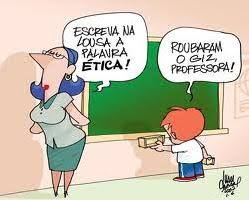 ESCREVA NA
LOUSA A
PALAVRA
ÉTICA!
ROUBARAM
O GIZ,
PROFESSORA!